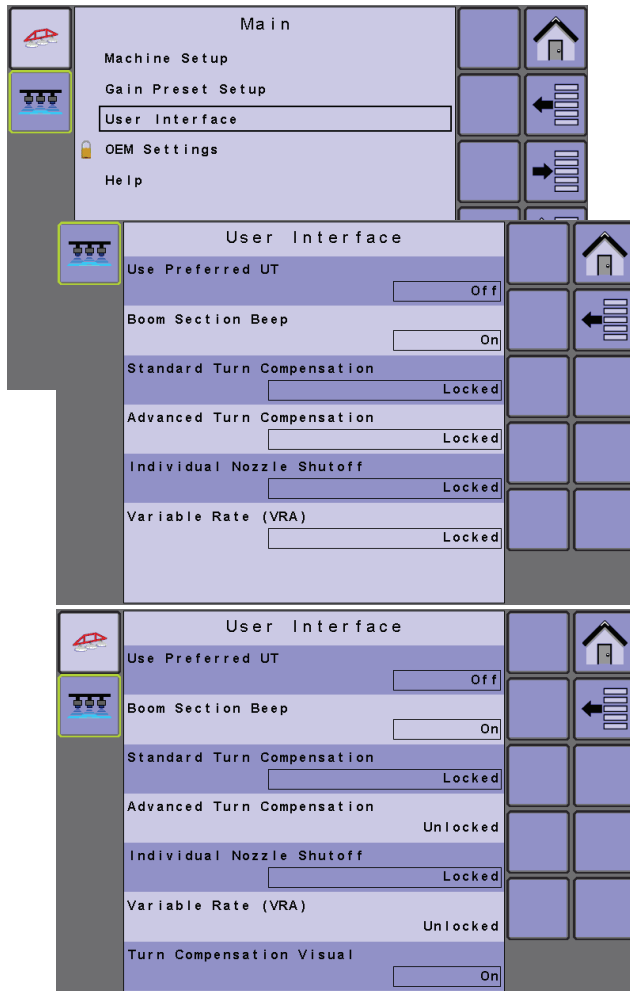 Main
Machine Setup
Gain Preset Setup
User Interface
OEM Settings
Help
User Interface
Use Preferred UT
Off
Boom Section Beep
On
Standard Turn Compensation
Locked
Advanced Turn Compensation
Locked
Individual Nozzle Shutoff
Locked
Variable Rate (VRA)
Locked
User Interface
Use Preferred UT
Off
Boom Section Beep
On
Standard Turn Compensation
Locked
Advanced Turn Compensation
Unlocked
Individual Nozzle Shutoff
Locked
Variable Rate (VRA)
Unlocked
Turn Compensation Visual
On